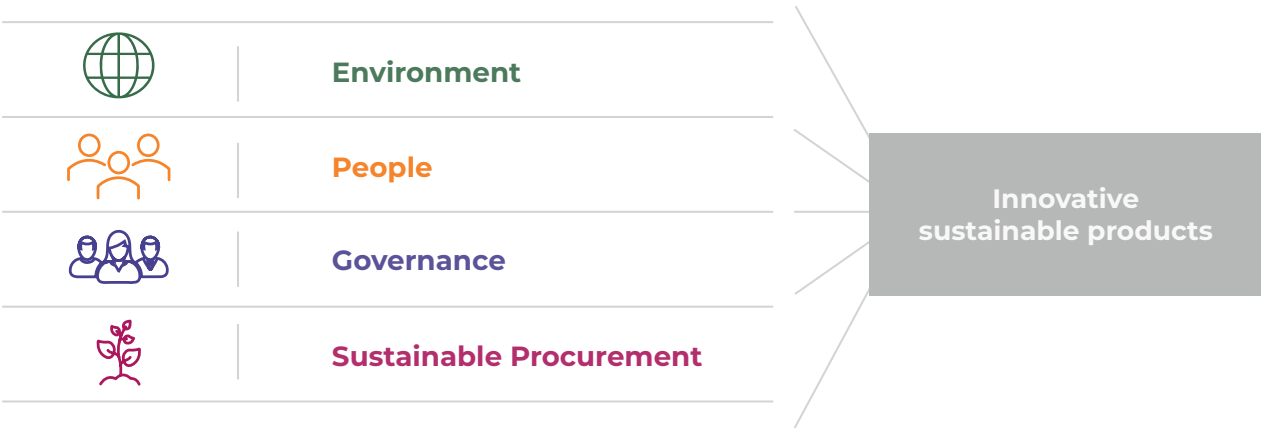 Environment
People
Governance
Sustainable Procurement
Innovative
sustainable products